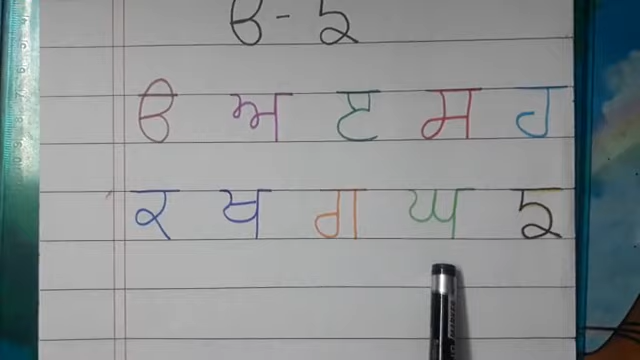 ੳ - ਙ
ੳ ਅ ੲ ਸ ਹ
ਕ ਖ ਗ ਘ ਙ